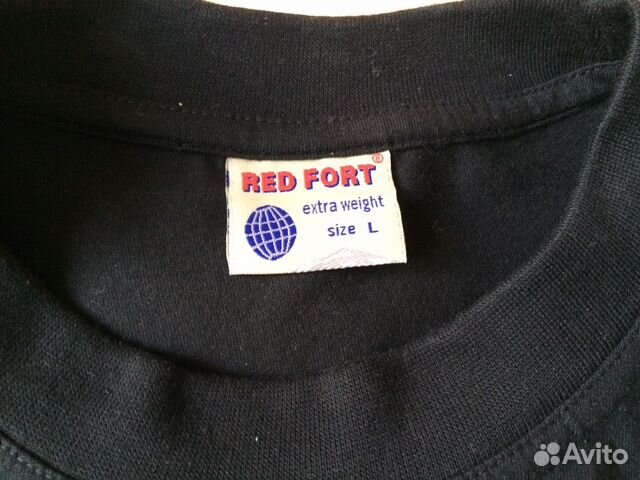 RED FORT®
extra weight
size L
Avito